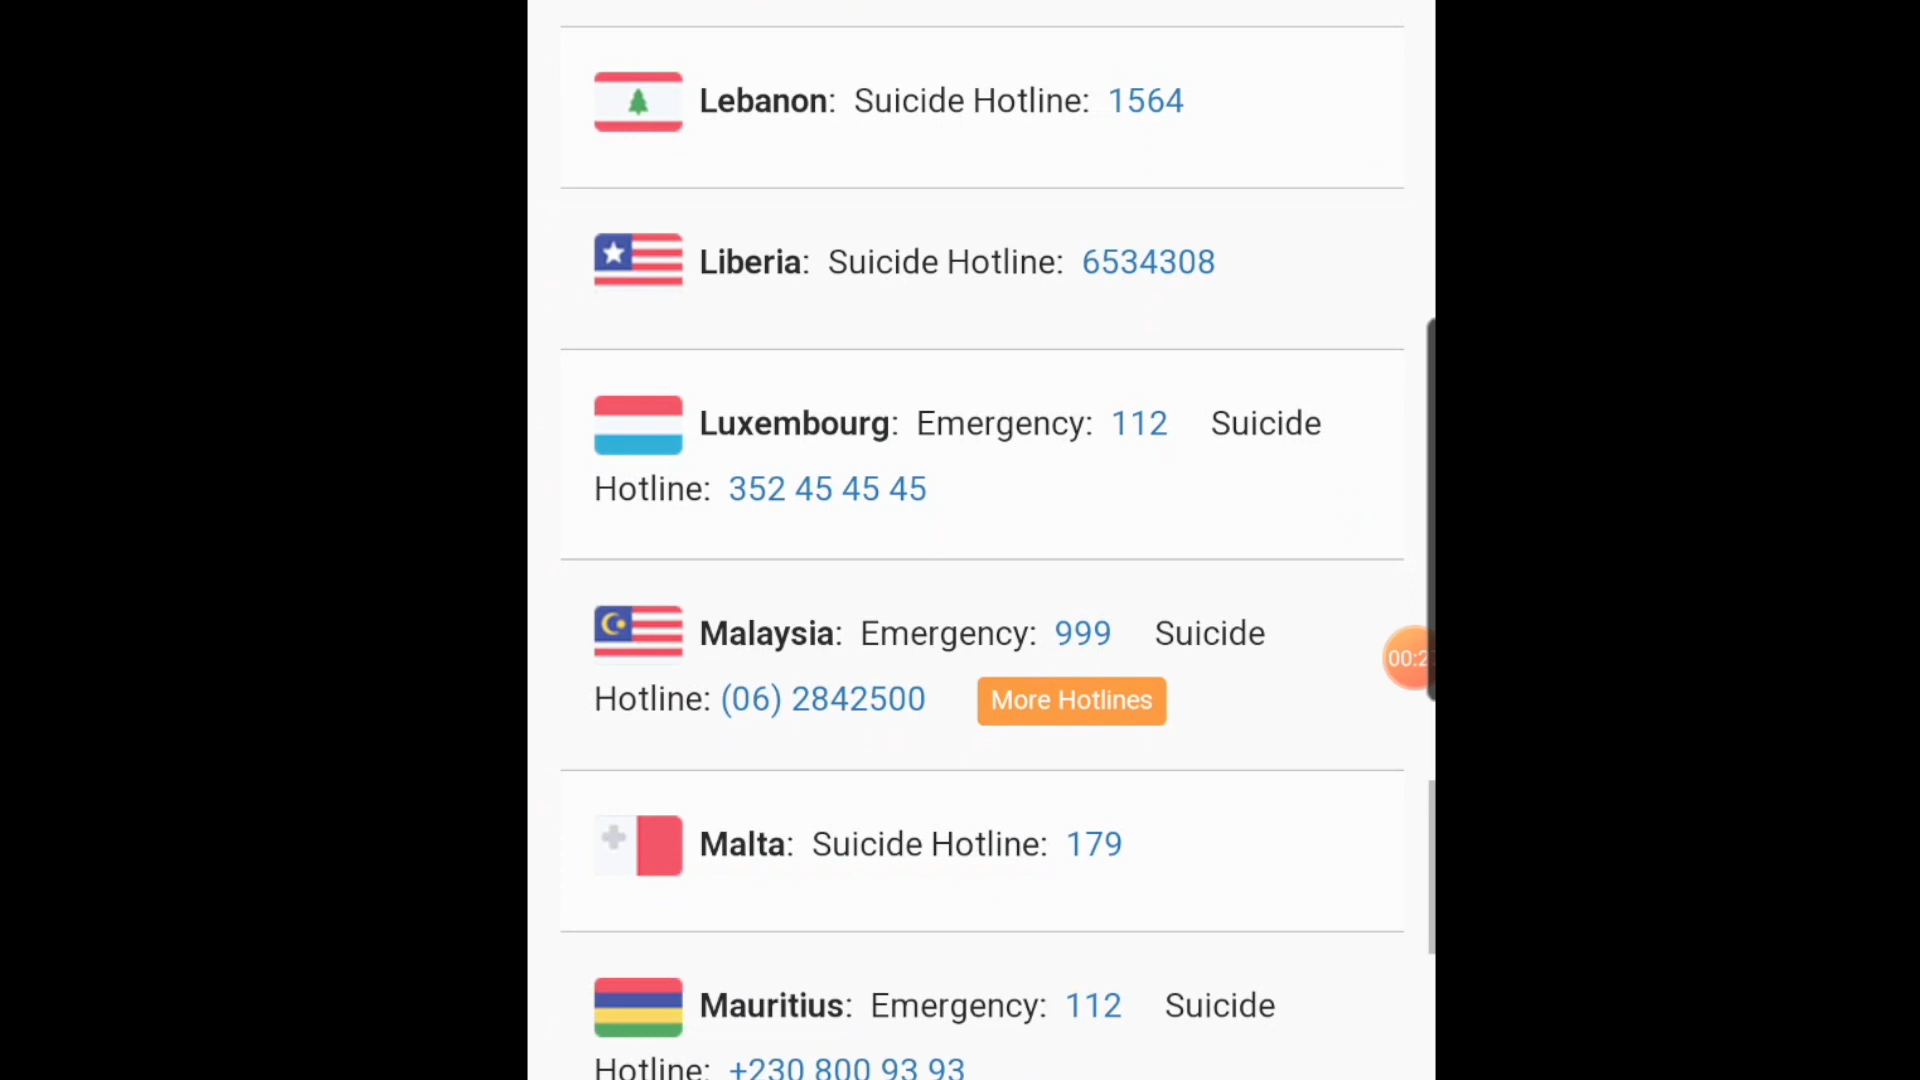 Lebanon: Suicide Hotline: 1564
Liberia: Suicide Hotline: 6534308
Luxembourg: Emergency: 112 Suicide
Hotline: 352 45 45 45
Malaysia: Emergency: 999 Suicide
Hotline: (06) 2842500 More Hotlines
00:2
Malta: Suicide Hotline: 179
Mauritius: Emergency: 112 Suicide
Hotline: +230 800 93 93